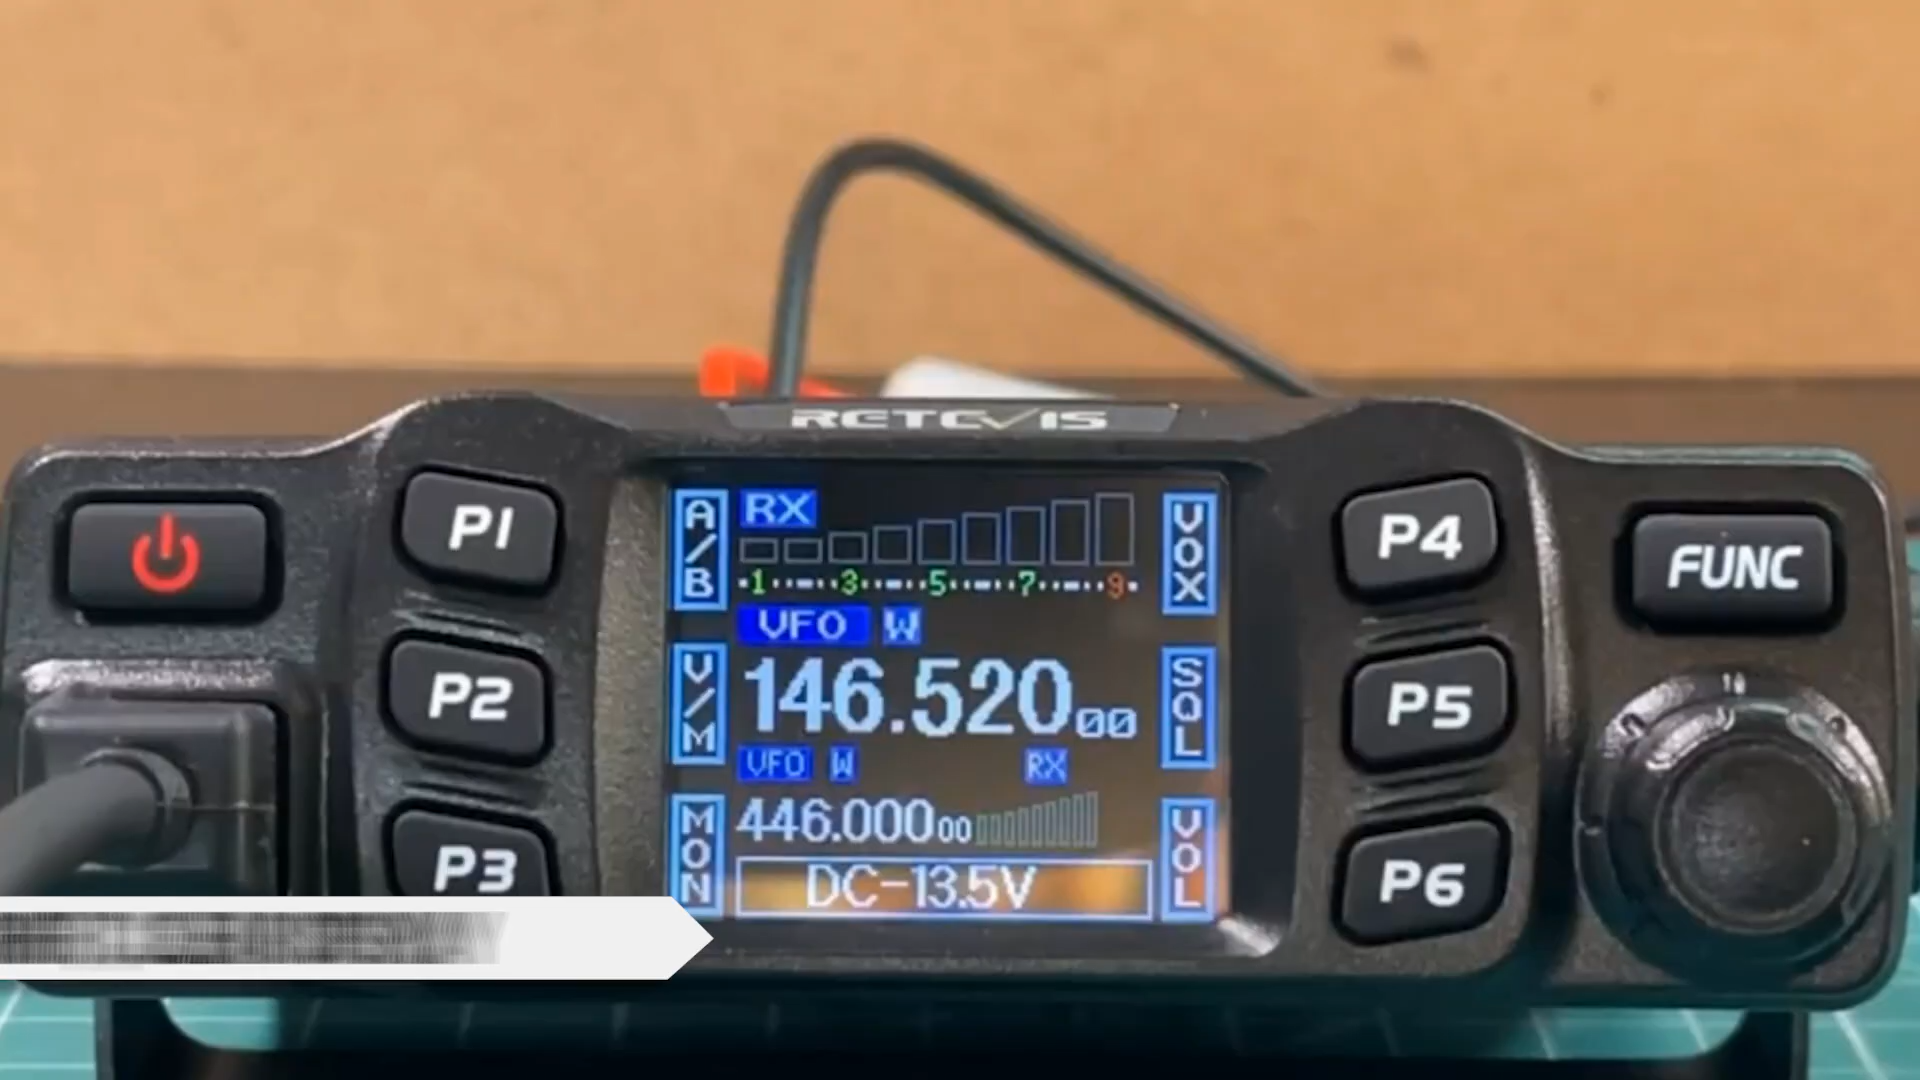 RETEVIS
P1
P2
P3
A/B
V/M
MON
RX
1 3 5 7 9
VFO W
146.520 00
VFO W RX
446.000 00
DC-13.5V
VOX
SQL
VOL
P4
P5
P6
FUNC